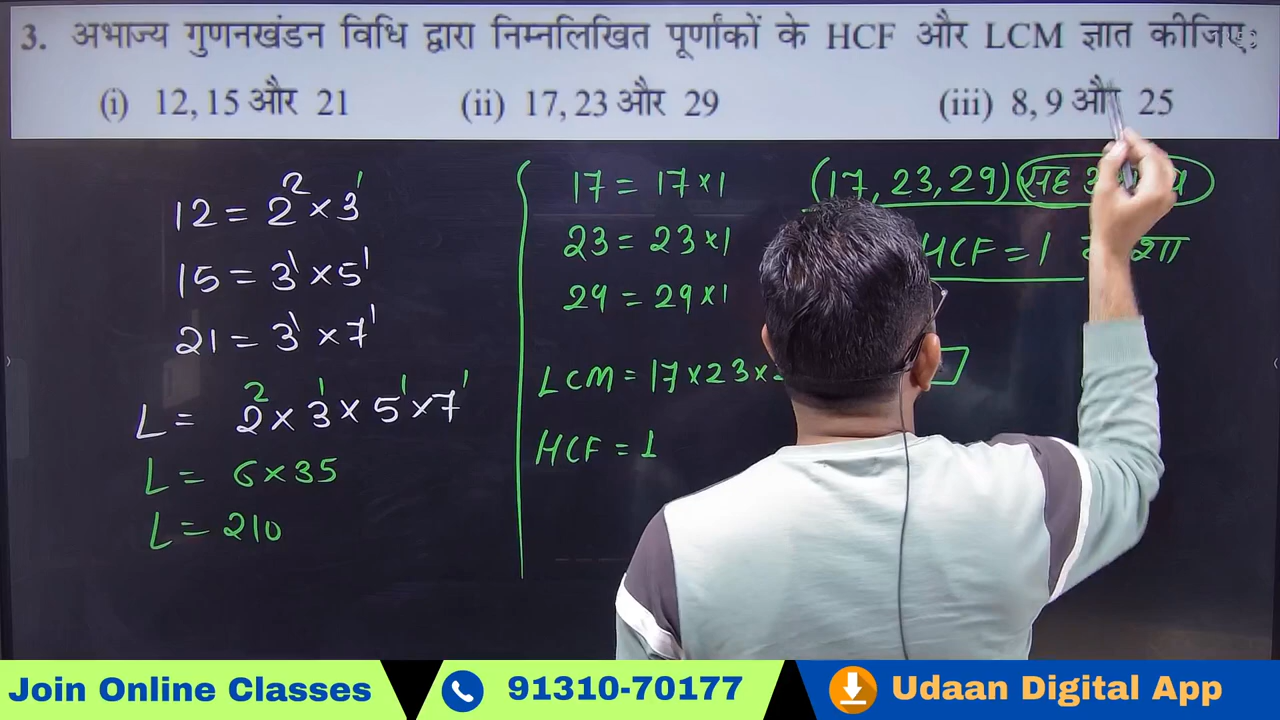 3. अभाज्य गुणनखंडन विधि द्वारा निम्नलिखित पूर्णांकों के HCF और LCM ज्ञात कीजिए:
(i) 12, 15 और 21 (ii) 17, 23 और 29 (iii) 8, 9 और 25
12 = 2² × 3¹
15 = 3¹ × 5¹
21 = 3¹ × 7¹
L = 2² × 3¹ × 5¹ × 7¹
L = 6 × 35
L = 210
17 = 17 × 1
23 = 23 × 1
29 = 29 × 1
LCM = 17 × 23 ×
HCF = 1
(17, 23, 29) सह
HCF = 1
Join Online Classes
91310-70177
Udaan Digital App